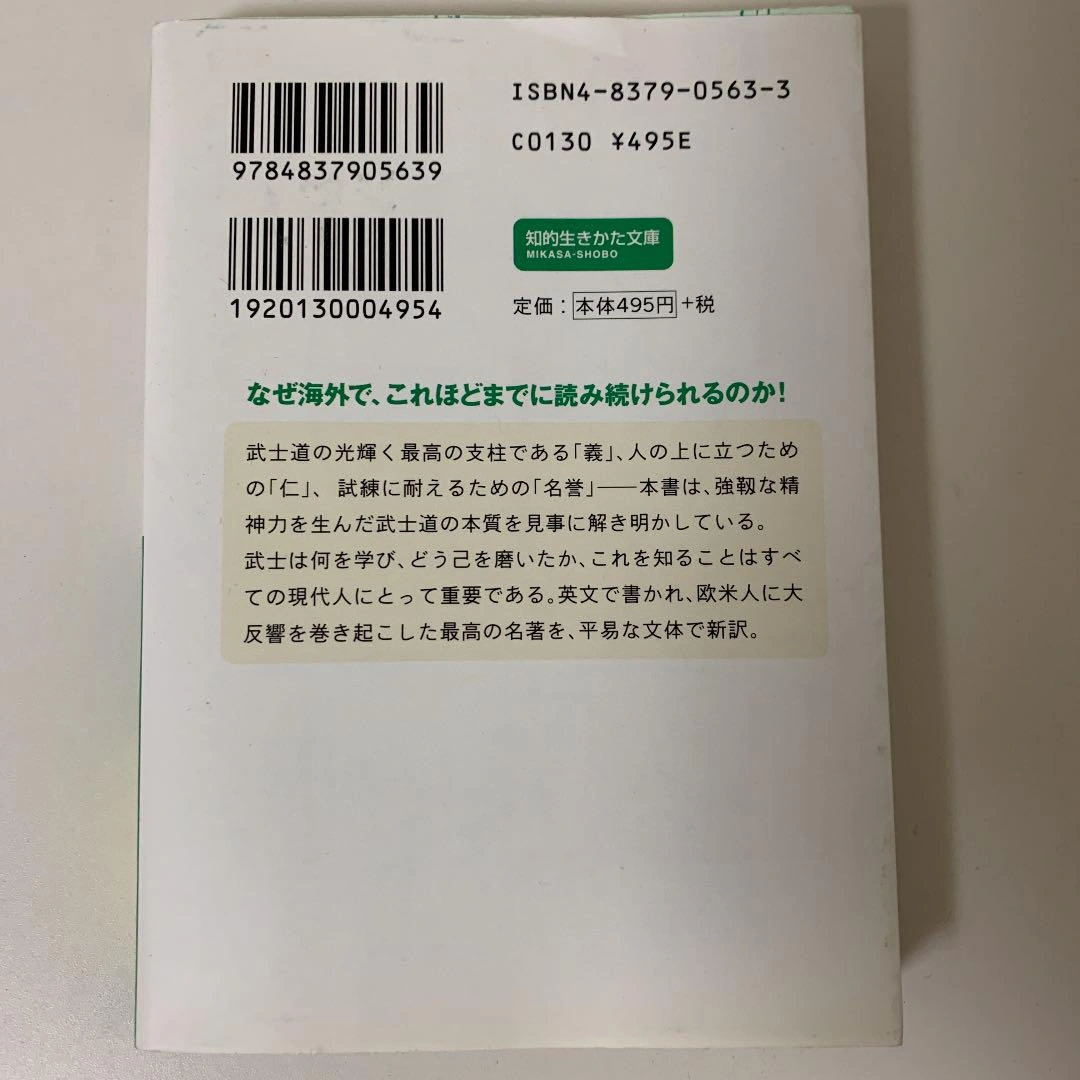 ISBN4-8379-0563-3
C0130 ¥495E
9784837905639
1920130004954
知的生きかた文庫
MIKASA-SHOBO
定価：本体495円+税
なぜ海外で、これほどまでに読み続けられるのか！
武士道の光輝く最高の支柱である「義」、人の上に立つため
の「仁」、試練に耐えるための「名誉」――本書は、強靱な精
神力を生んだ武士道の本質を見事に解き明かしている。
武士は何を学び、どう己を磨いたか、これを知ることはすべ
ての現代人にとって重要である。英文で書かれ、欧米人に大
反響を巻き起こした最高の名著を、平易な文体で新訳。